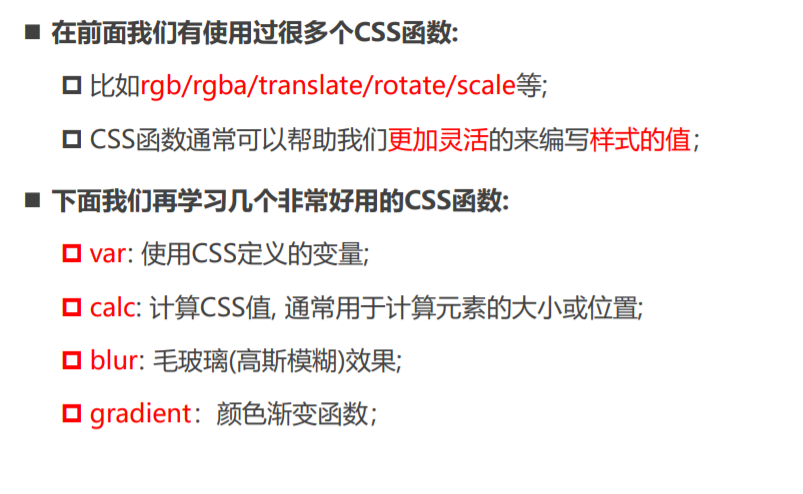 在前面我们有使用过很多个CSS函数:
比如rgb/rgba/translate/rotate/scale等;
CSS函数通常可以帮助我们更加灵活的来编写样式的值；
下面我们再学习几个非常好用的CSS函数:
var: 使用CSS定义的变量;
calc: 计算CSS值, 通常用于计算元素的大小或位置;
blur: 毛玻璃(高斯模糊)效果;
gradient：颜色渐变函数；